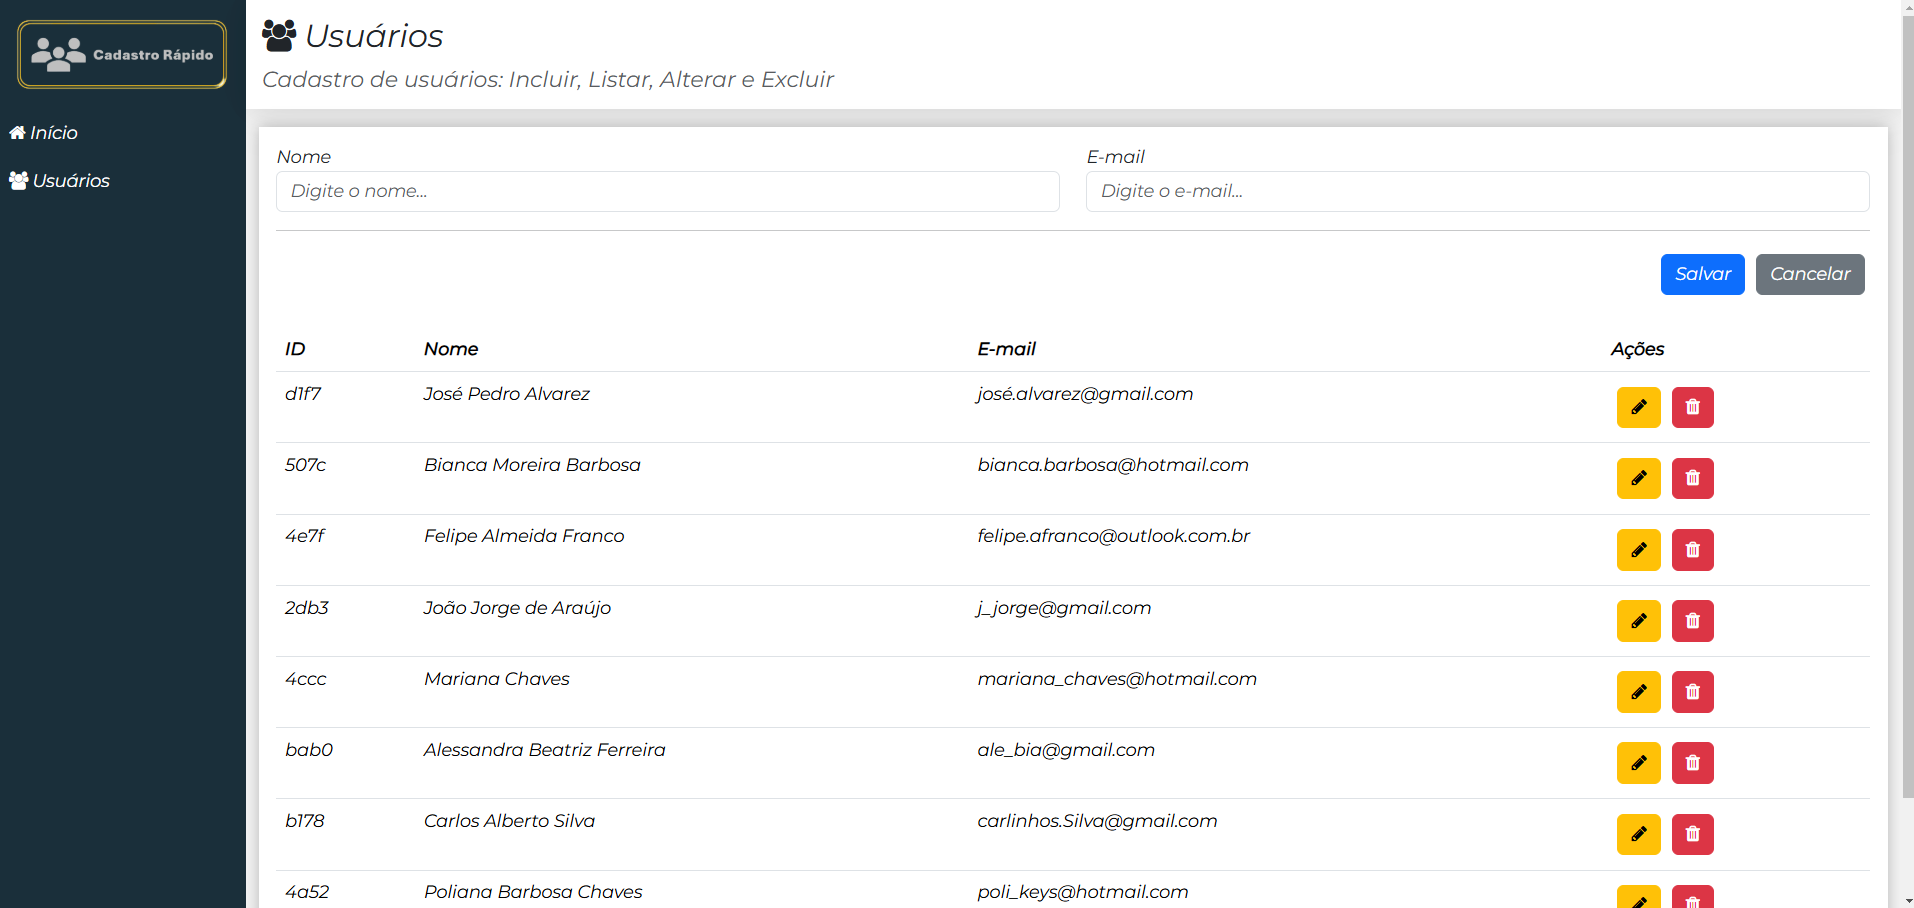 Cadastro Rápido
Início
Usuários
Usuários
Cadastro de usuários: Incluir, Listar, Alterar e Excluir
Nome E-mail
Digite o nome... Digite o e-mail...
Salvar Cancelar
ID Nome E-mail Ações
d1f7 José Pedro Alvarez josé.alvarez@gmail.com
507c Bianca Moreira Barbosa bianca.barbosa@hotmail.com
4e7f Felipe Almeida Franco felipe.afranco@outlook.com.br
2db3 João Jorge de Araújo j_jorge@gmail.com
4ccc Mariana Chaves mariana_chaves@hotmail.com
bab0 Alessandra Beatriz Ferreira ale_bia@gmail.com
b178 Carlos Alberto Silva carlinhos.Silva@gmail.com
4a52 Poliana Barbosa Chaves poli_keys@hotmail.com